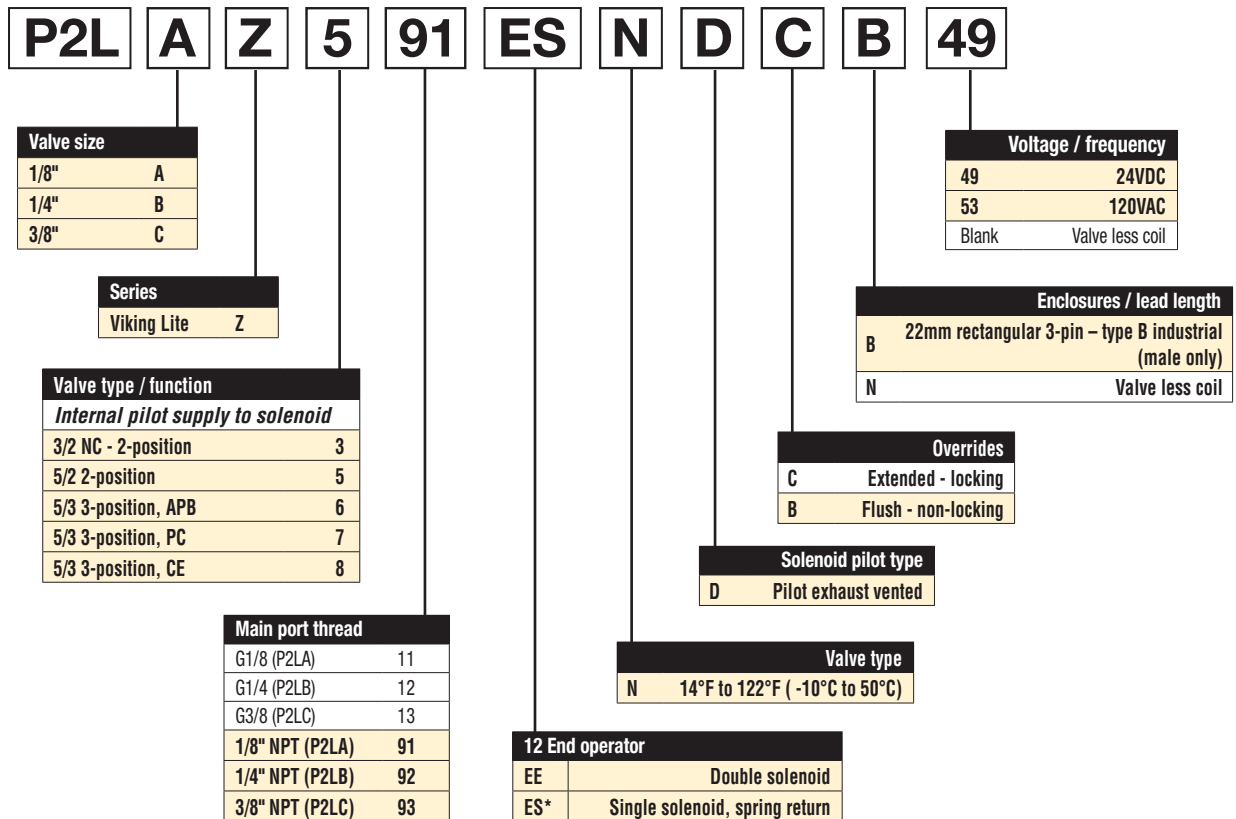 P2L A Z 5 91 ES N D C B 49
Valve size
1/8" A
1/4" B
3/8" C
Series
Viking Lite Z
Valve type / function
Internal pilot supply to solenoid
3/2 NC - 2-position 3
5/2 2-position 5
5/3 3-position, APB 6
5/3 3-position, PC 7
5/3 3-position, CE 8
Main port thread
G1/8 (P2LA) 11
G1/4 (P2LB) 12
G3/8 (P2LC) 13
1/8" NPT (P2LA) 91
1/4" NPT (P2LB) 92
3/8" NPT (P2LC) 93
12 End operator
EE Double solenoid
ES* Single solenoid, spring return
Valve type
N 14°F to 122°F ( -10°C to 50°C)
Solenoid pilot type
D Pilot exhaust vented
Overrides
C Extended - locking
B Flush - non-locking
Enclosures / lead length
B 22mm rectangular 3-pin – type B industrial
(male only)
N Valve less coil
Voltage / frequency
49 24VDC
53 120VAC
Blank Valve less coil